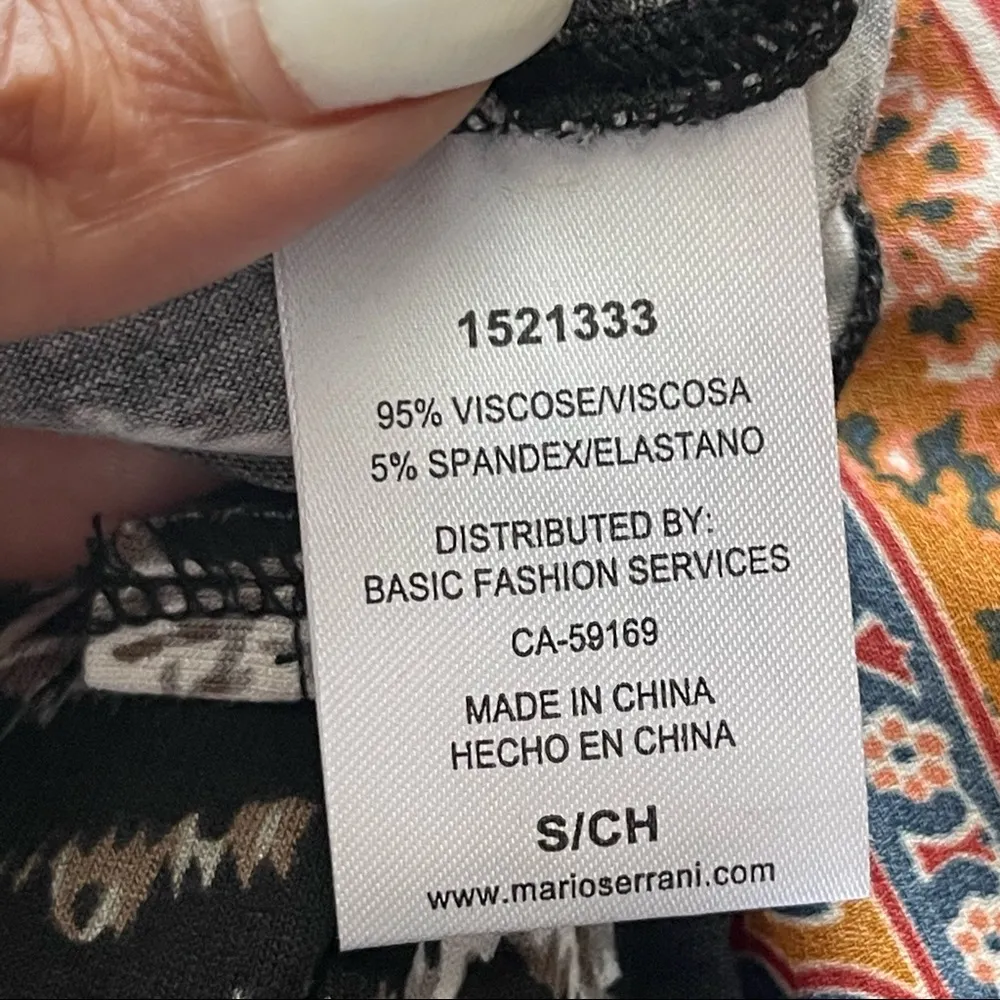 1521333
95% VISCOSE/VISCOSA
5% SPANDEX/ELASTANO
DISTRIBUTED BY:
BASIC FASHION SERVICES
CA-59169
MADE IN CHINA
HECHO EN CHINA
S/CH
www.marioserrani.com